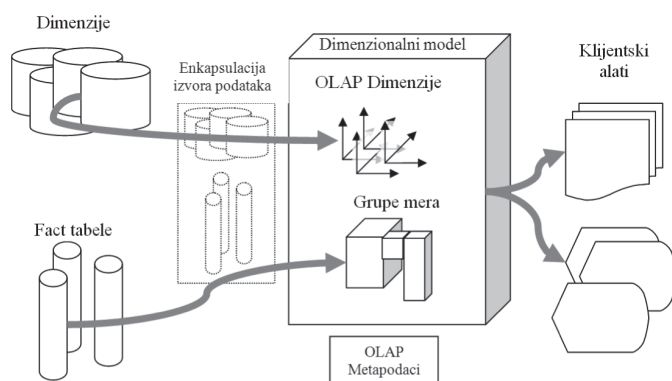 Dimenzije
Enkapsulacija
izvora podataka
Dimenzionalni model
OLAP Dimenzije
Klijentski
alati
Fact tabele
Grupe mera
OLAP
Metapodaci